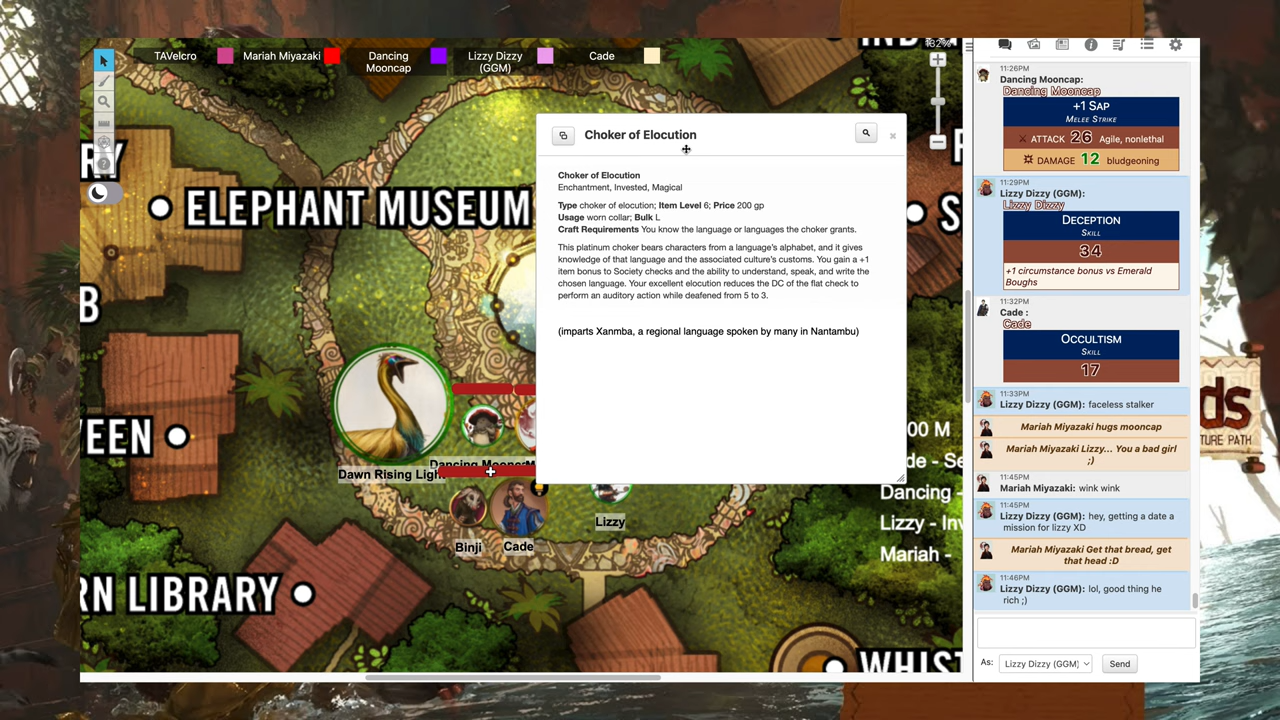 TAVelcro
Mariah Miyazaki
Dancing
Mooncap
Lizzy Dizzy
(GGM)
Cade
132%
RY
ELEPHANT MUSEUM
B
EEN
RN LIBRARY
WHIST
Dawn Rising Ligh
Binji
Cade
Lizzy
00 M
de - Se
Dancing -
Lizzy - Inv
Mariah -
Choker of Elocution
Choker of Elocution
Enchantment, Invested, Magical
Type choker of elocution; Item Level 6; Price 200 gp
Usage worn collar; Bulk L
Craft Requirements You know the language or languages the choker grants.
This platinum choker bears characters from a language's alphabet, and it gives
knowledge of that language and the associated culture's customs. You gain a +1
item bonus to Society checks and the ability to understand, speak, and write the
chosen language. Your excellent elocution reduces the DC of the flat check to
perform an auditory action while deafened from 5 to 3.
(imparts Xanmba, a regional language spoken by many in Nantambu)
11:26PM
Dancing Mooncap:
Dancing Mooncap
+1 Sap
Melee Strike
ATTACK 26 Agile, nonlethal
DAMAGE 12 bludgeoning
11:29PM
Lizzy Dizzy (GGM):
Lizzy Dizzy
Deception
Skill
34
+1 circumstance bonus vs Emerald
Boughs
11:32PM
Cade :
Cade
Occultism
Skill
17
11:33PM
Lizzy Dizzy (GGM): faceless stalker
Mariah Miyazaki hugs mooncap
Mariah Miyazaki Lizzy... You a bad girl
;)
11:45PM
Mariah Miyazaki: wink wink
11:45PM
Lizzy Dizzy (GGM): hey, getting a date a
mission for lizzy XD
Mariah Miyazaki Get that bread, get
that head :D
11:46PM
Lizzy Dizzy (GGM): lol, good thing he
rich ;)
As:
Lizzy Dizzy (GGM)
Send
ds
TURE PATH